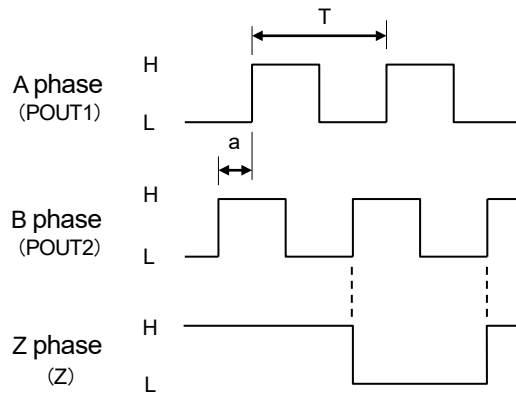 T
A phase
(POUT1)
H
L
a
B phase
(POUT2)
H
L
Z phase
(Z)
H
L